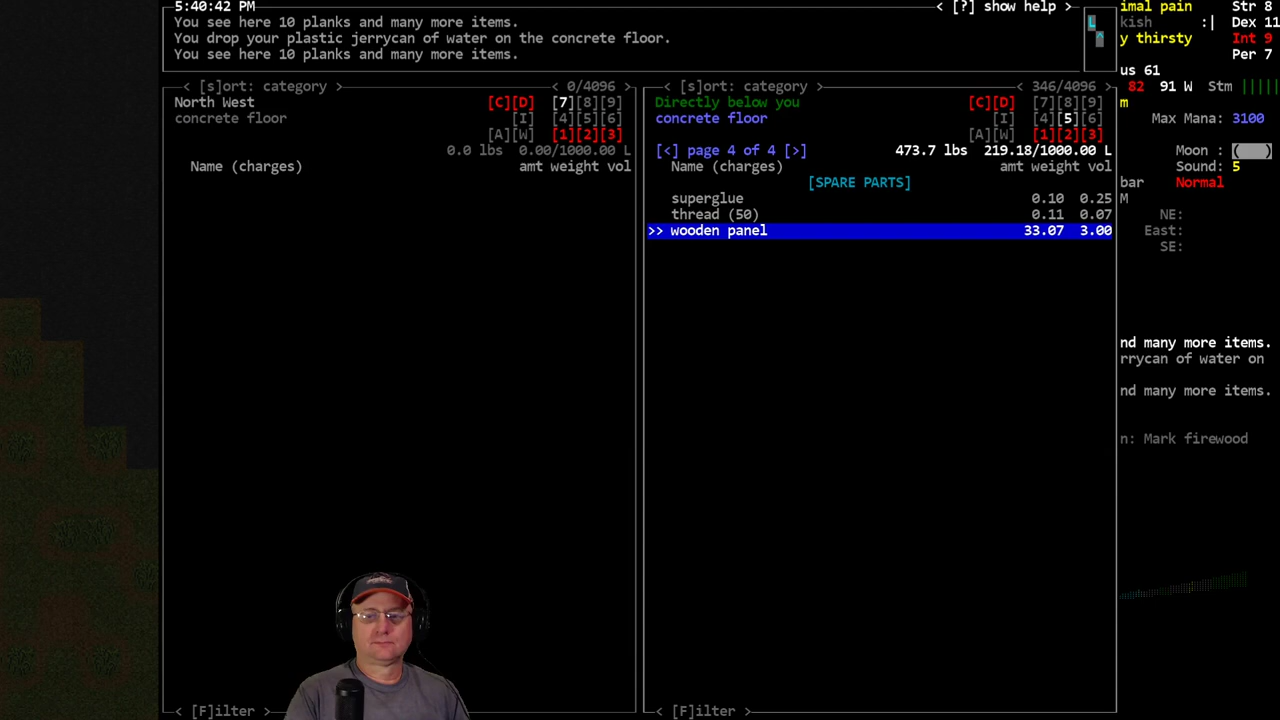 5:40:42 PM
< [?] show help >
You see here 10 planks and many more items.
You drop your plastic jerrycan of water on the concrete floor.
You see here 10 planks and many more items.
L
^
imal pain Str 8
kish :| Dex 11
y thirsty Int 9
Per 7
us 61
82 91 W Stm |||||
m
Max Mana: 3100
Moon : ( )
Sound: 5
bar Normal
M
NE:
East:
SE:
nd many more items.
rrycan of water on
nd many more items.
n: Mark firewood
< [s]ort: category > < 0/4096 >
North West [C][D] [7][8][9]
concrete floor [I] [4][5][6]
[A][W] [1][2][3]
0.0 lbs 0.00/1000.00 L
Name (charges) amt weight vol
< [F]ilter >
< [s]ort: category > < 346/4096 >
Directly below you [C][D] [7][8][9]
concrete floor [I] [4][5][6]
[A][W] [1][2][3]
[<] page 4 of 4 [>] 473.7 lbs 219.18/1000.00 L
Name (charges) amt weight vol
[SPARE PARTS]
superglue 0.10 0.25
thread (50) 0.11 0.07
>> wooden panel 33.07 3.00
< [F]ilter >